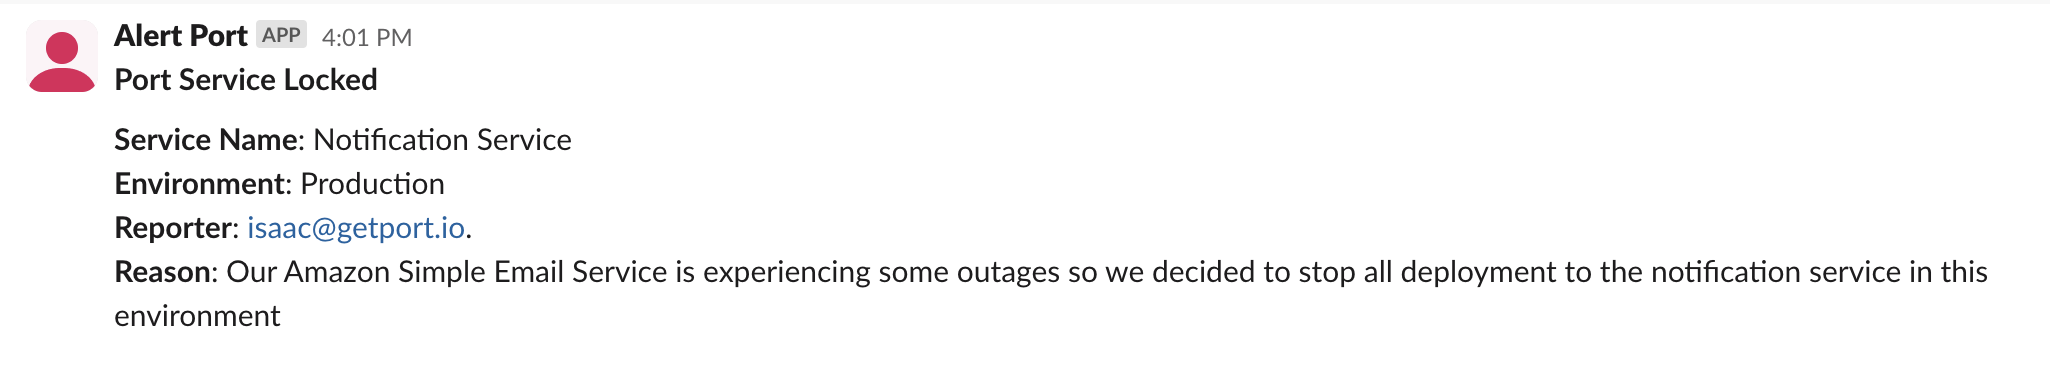 Alert Port APP 4:01 PM
Port Service Locked
Service Name: Notification Service
Environment: Production
Reporter: isaac@getport.io.
Reason: Our Amazon Simple Email Service is experiencing some outages so we decided to stop all deployment to the notification service in this
environment